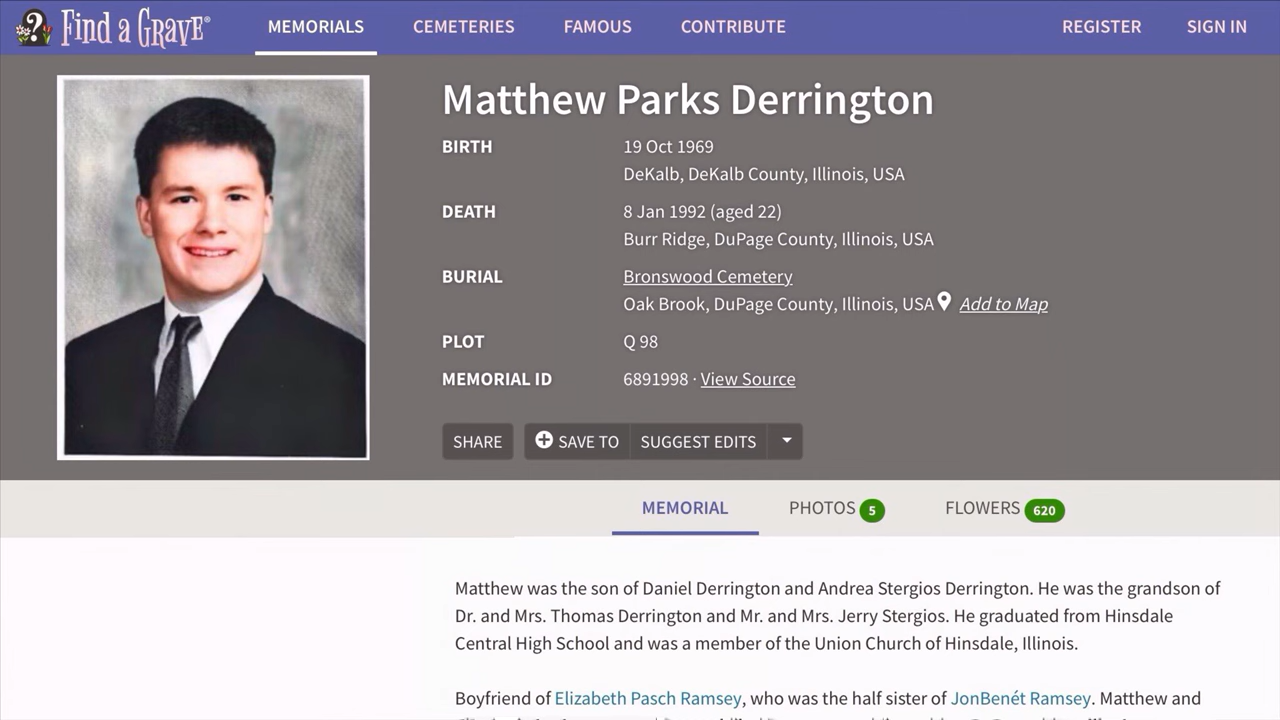 Find a Grave® MEMORIALS CEMETERIES FAMOUS CONTRIBUTE REGISTER SIGN IN
Matthew Parks Derrington
BIRTH 19 Oct 1969
DeKalb, DeKalb County, Illinois, USA
DEATH 8 Jan 1992 (aged 22)
Burr Ridge, DuPage County, Illinois, USA
BURIAL Bronswood Cemetery
Oak Brook, DuPage County, Illinois, USA Add to Map
PLOT Q 98
MEMORIAL ID 6891998 · View Source
SHARE SAVE TO SUGGEST EDITS
MEMORIAL PHOTOS 5 FLOWERS 620
Matthew was the son of Daniel Derrington and Andrea Stergios Derrington. He was the grandson of
Dr. and Mrs. Thomas Derrington and Mr. and Mrs. Jerry Stergios. He graduated from Hinsdale
Central High School and was a member of the Union Church of Hinsdale, Illinois.
Boyfriend of Elizabeth Pasch Ramsey, who was the half sister of JonBenét Ramsey. Matthew and